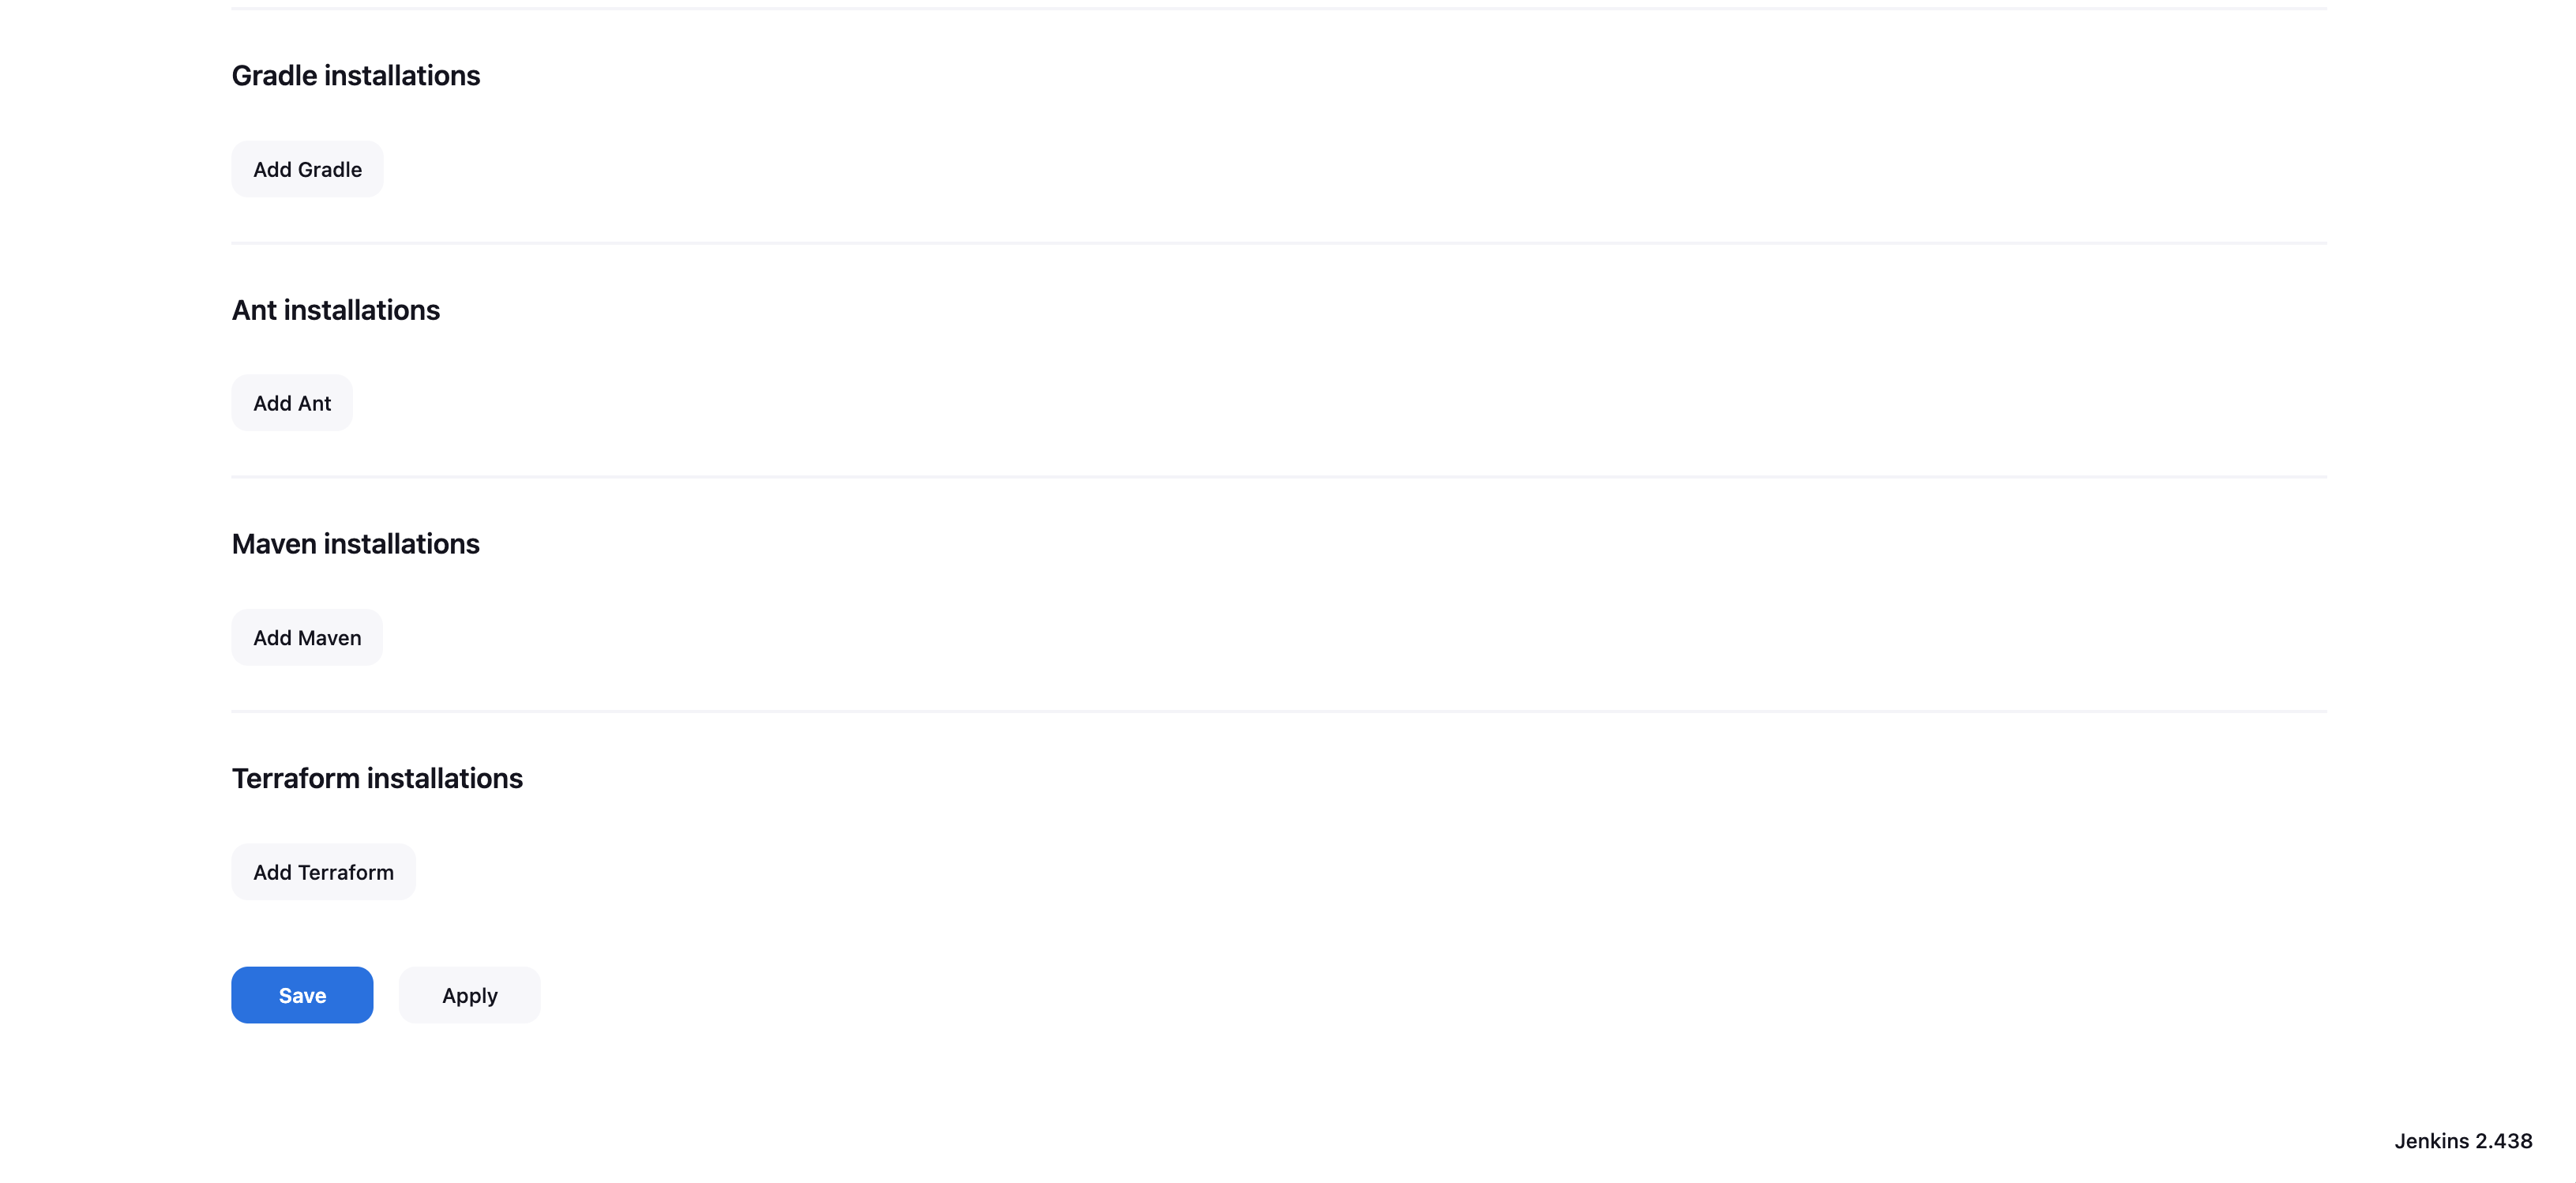 Gradle installations
Add Gradle
Ant installations
Add Ant
Maven installations
Add Maven
Terraform installations
Add Terraform
Save Apply
Jenkins 2.438